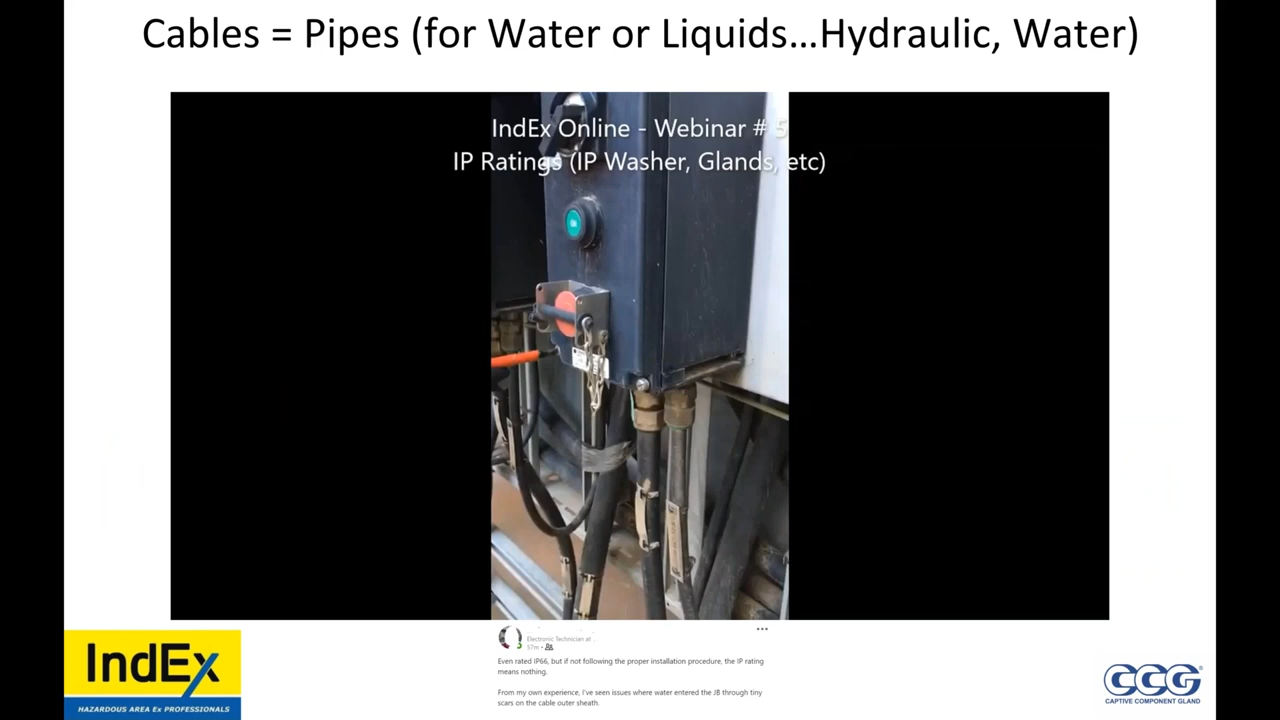 Cables = Pipes (for Water or Liquids...Hydraulic, Water)
IndEx Online - Webinar # 5
IP Ratings (IP Washer, Glands, etc)
Electronic Technician at ..
57m •
Even rated IP66, but if not following the proper installation procedure, the IP rating
means nothing.
From my own experience, I've seen issues where water entered the JB through tiny
scars on the cable outer sheath.
IndEx
HAZARDOUS AREA Ex PROFESSIONALS
CCG®
CAPTIVE COMPONENT GLAND